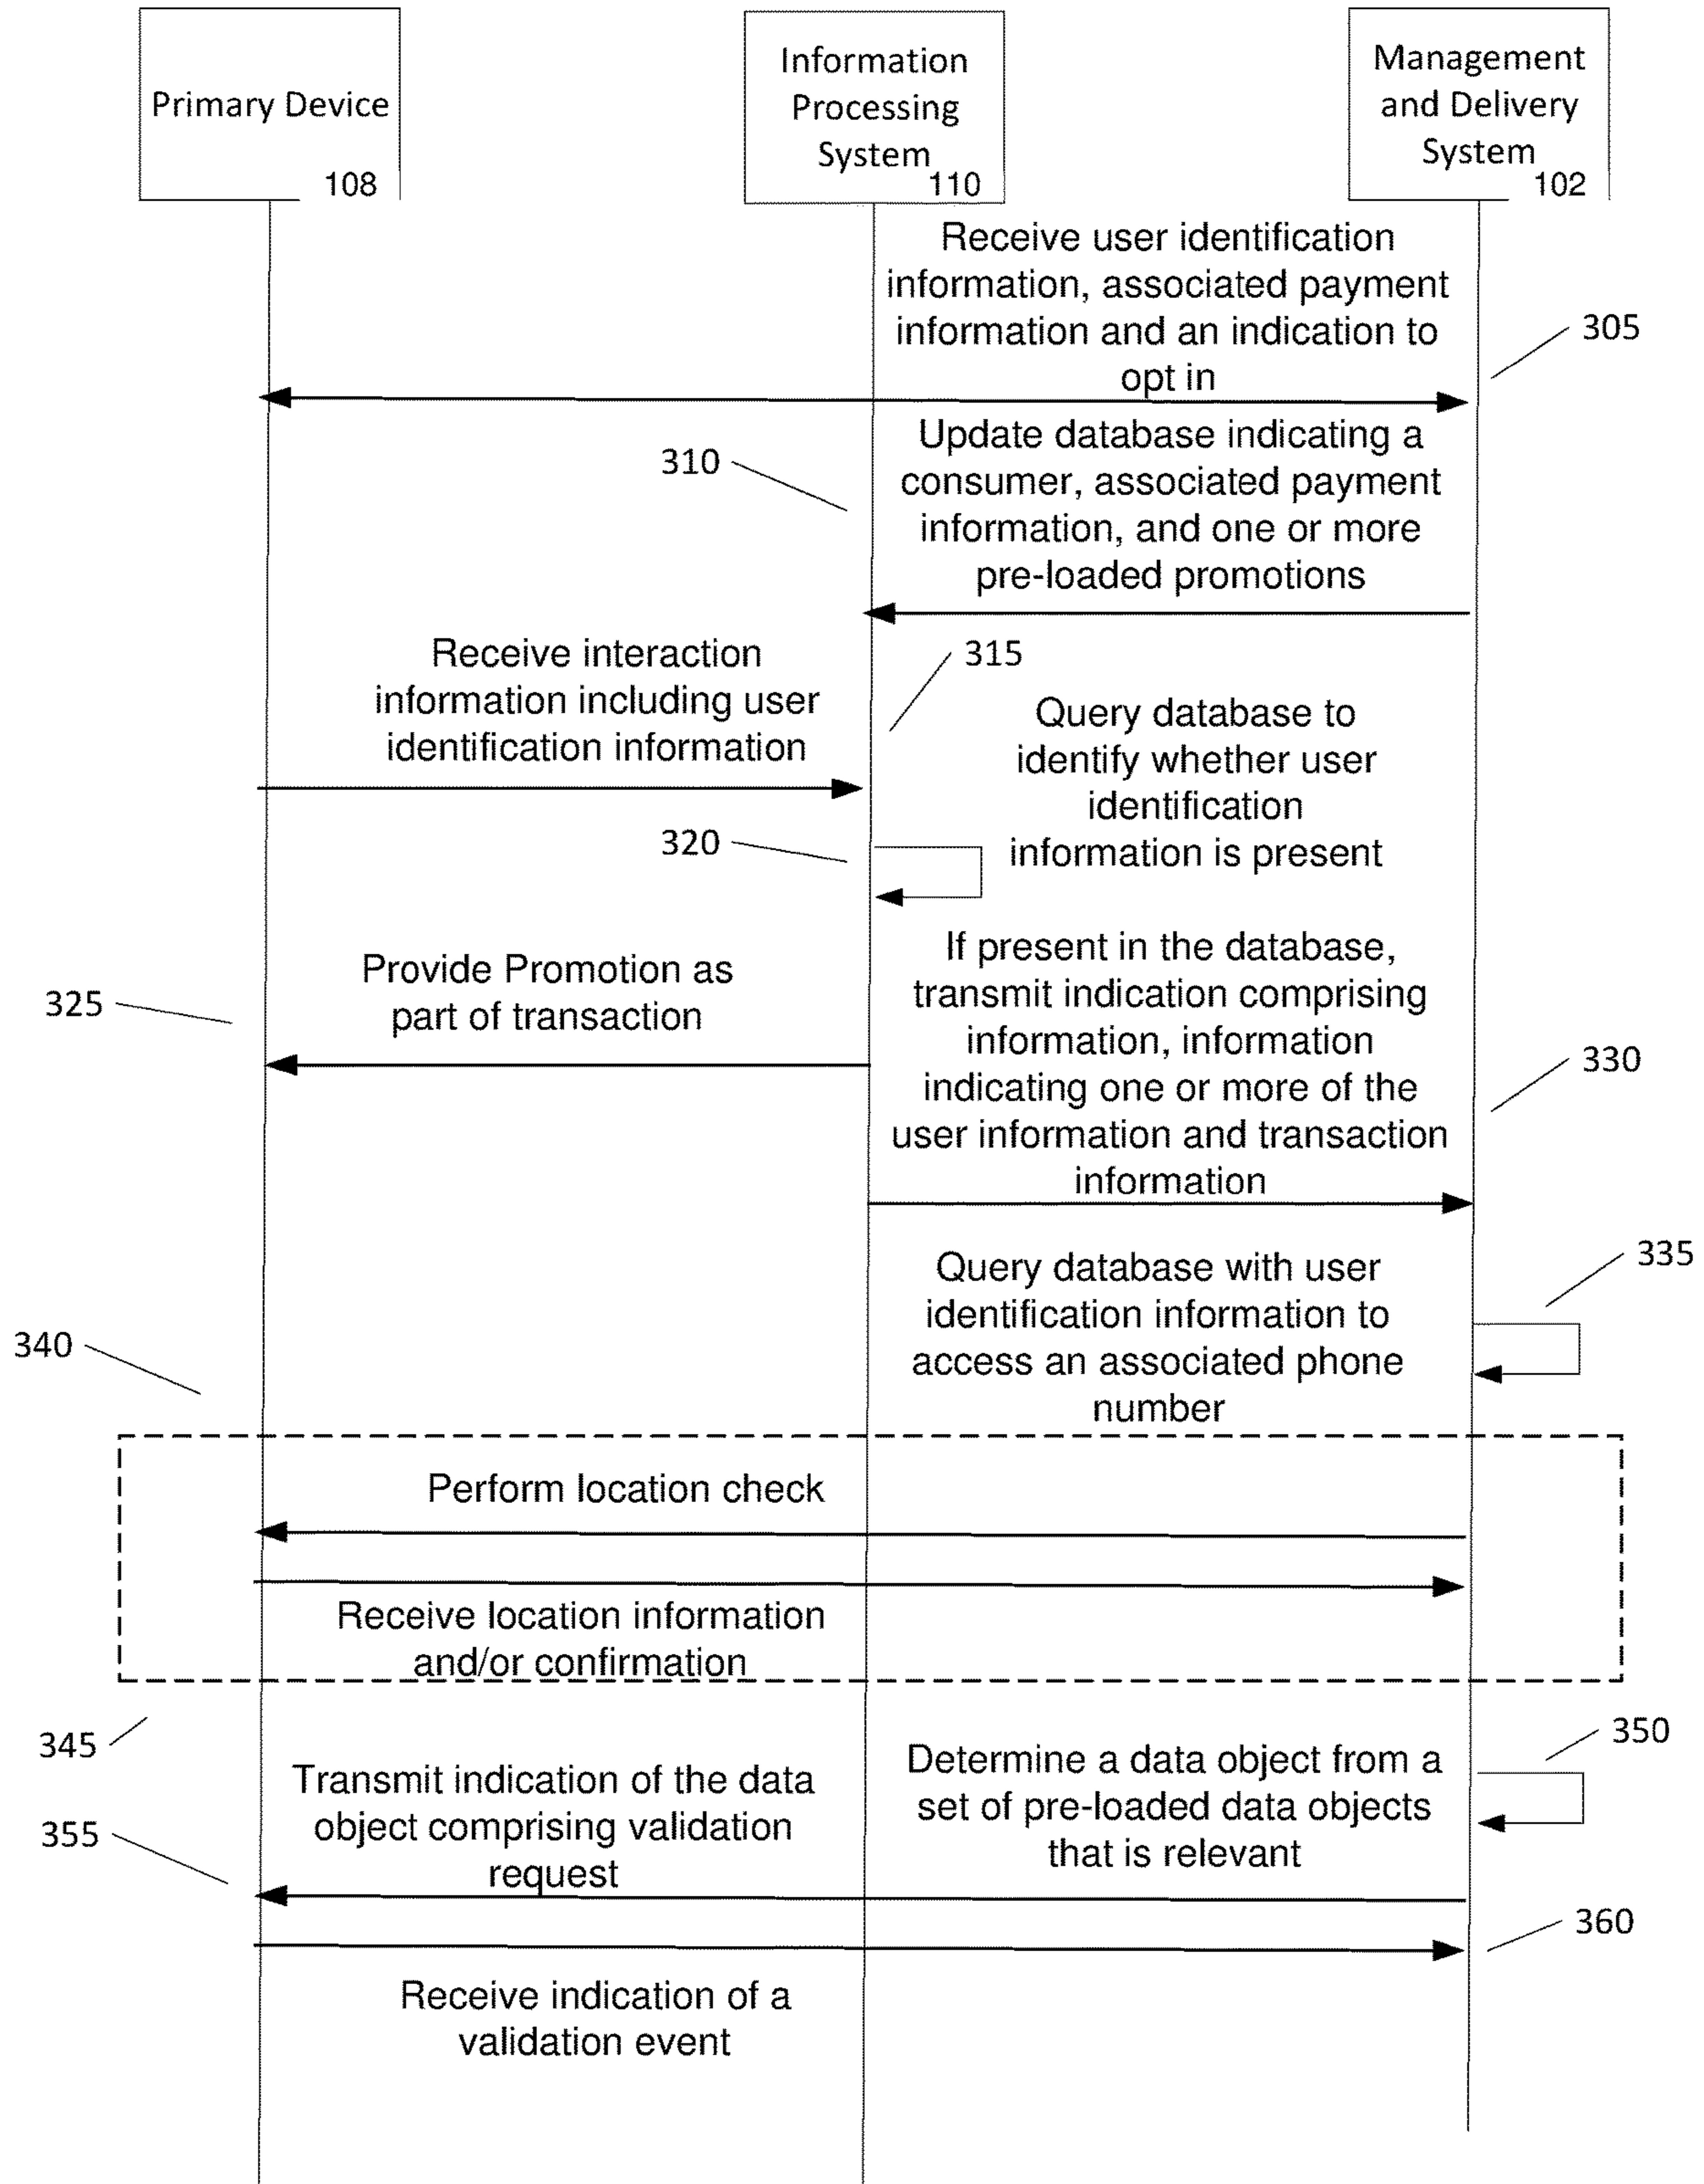 Primary Device
108
Information
Processing
System
110
Management
and Delivery
System
102
Receive user identification
information, associated payment
information and an indication to
opt in
305
310
Update database indicating a
consumer, associated payment
information, and one or more
pre-loaded promotions
Receive interaction
information including user
identification information
315
Query database to
identify whether user
identification
information is present
320
325
Provide Promotion as
part of transaction
If present in the database,
transmit indication comprising
information, information
indicating one or more of the
user information and transaction
information
330
Query database with user
identification information to
access an associated phone
number
335
340
Perform location check
Receive location information
and/or confirmation
345
350
Determine a data object from a
set of pre-loaded data objects
that is relevant
Transmit indication of the data
object comprising validation
request
355
360
Receive indication of a
validation event